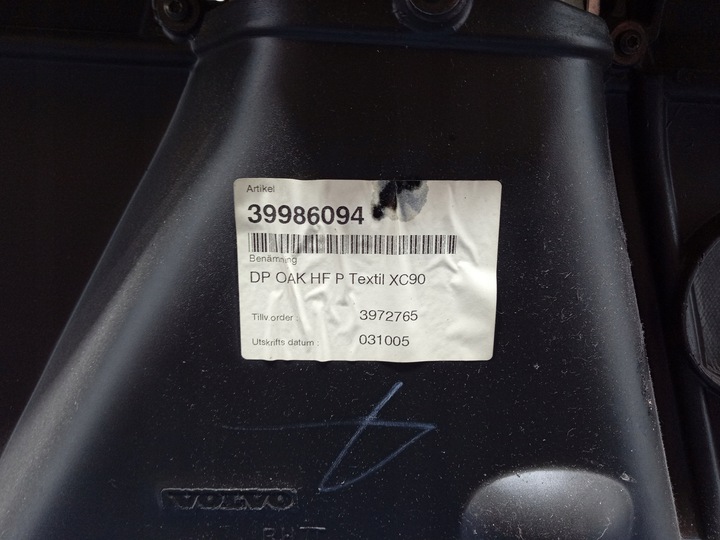 Artikel
39986094
Benämning
DP OAK HF P Textil XC90
Tillv.order : 3972765
Utskrifts datum : 031005
VOLVO